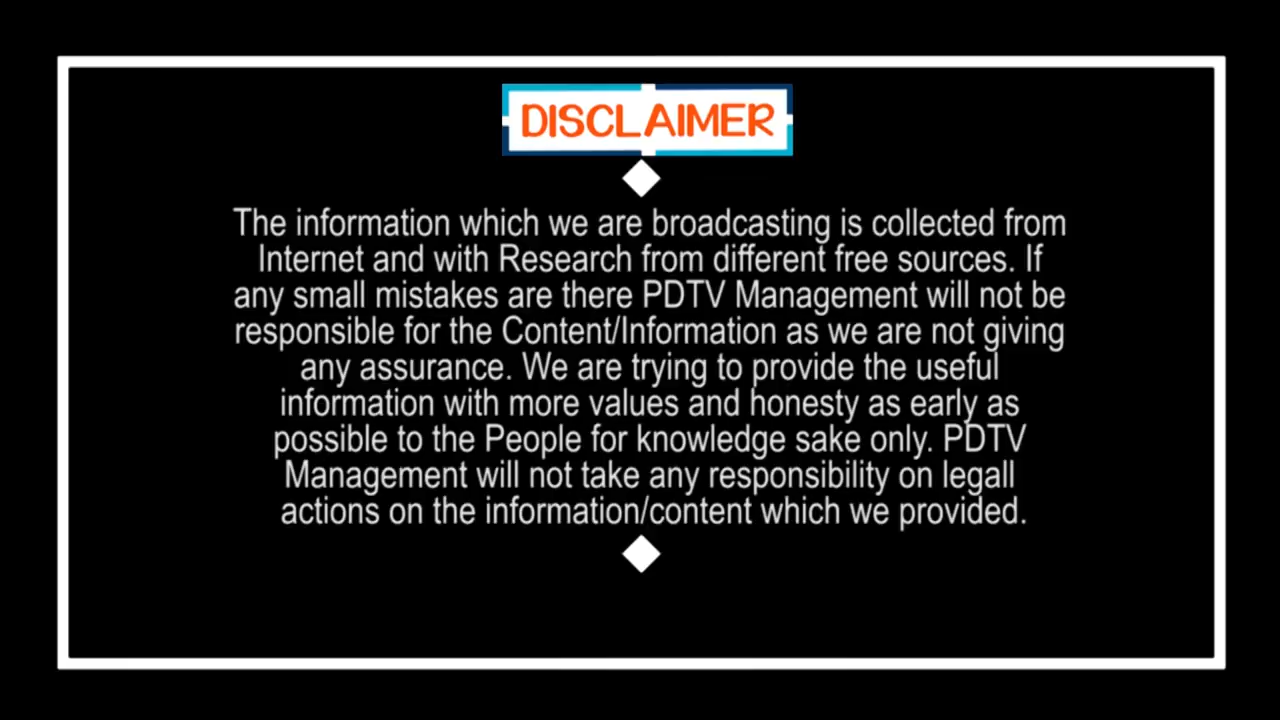 DISCLAIMER
The information which we are broadcasting is collected from
Internet and with Research from different free sources. If
any small mistakes are there PDTV Management will not be
responsible for the Content/Information as we are not giving
any assurance. We are trying to provide the useful
information with more values and honesty as early as
possible to the People for knowledge sake only. PDTV
Management will not take any responsibility on legall
actions on the information/content which we provided.